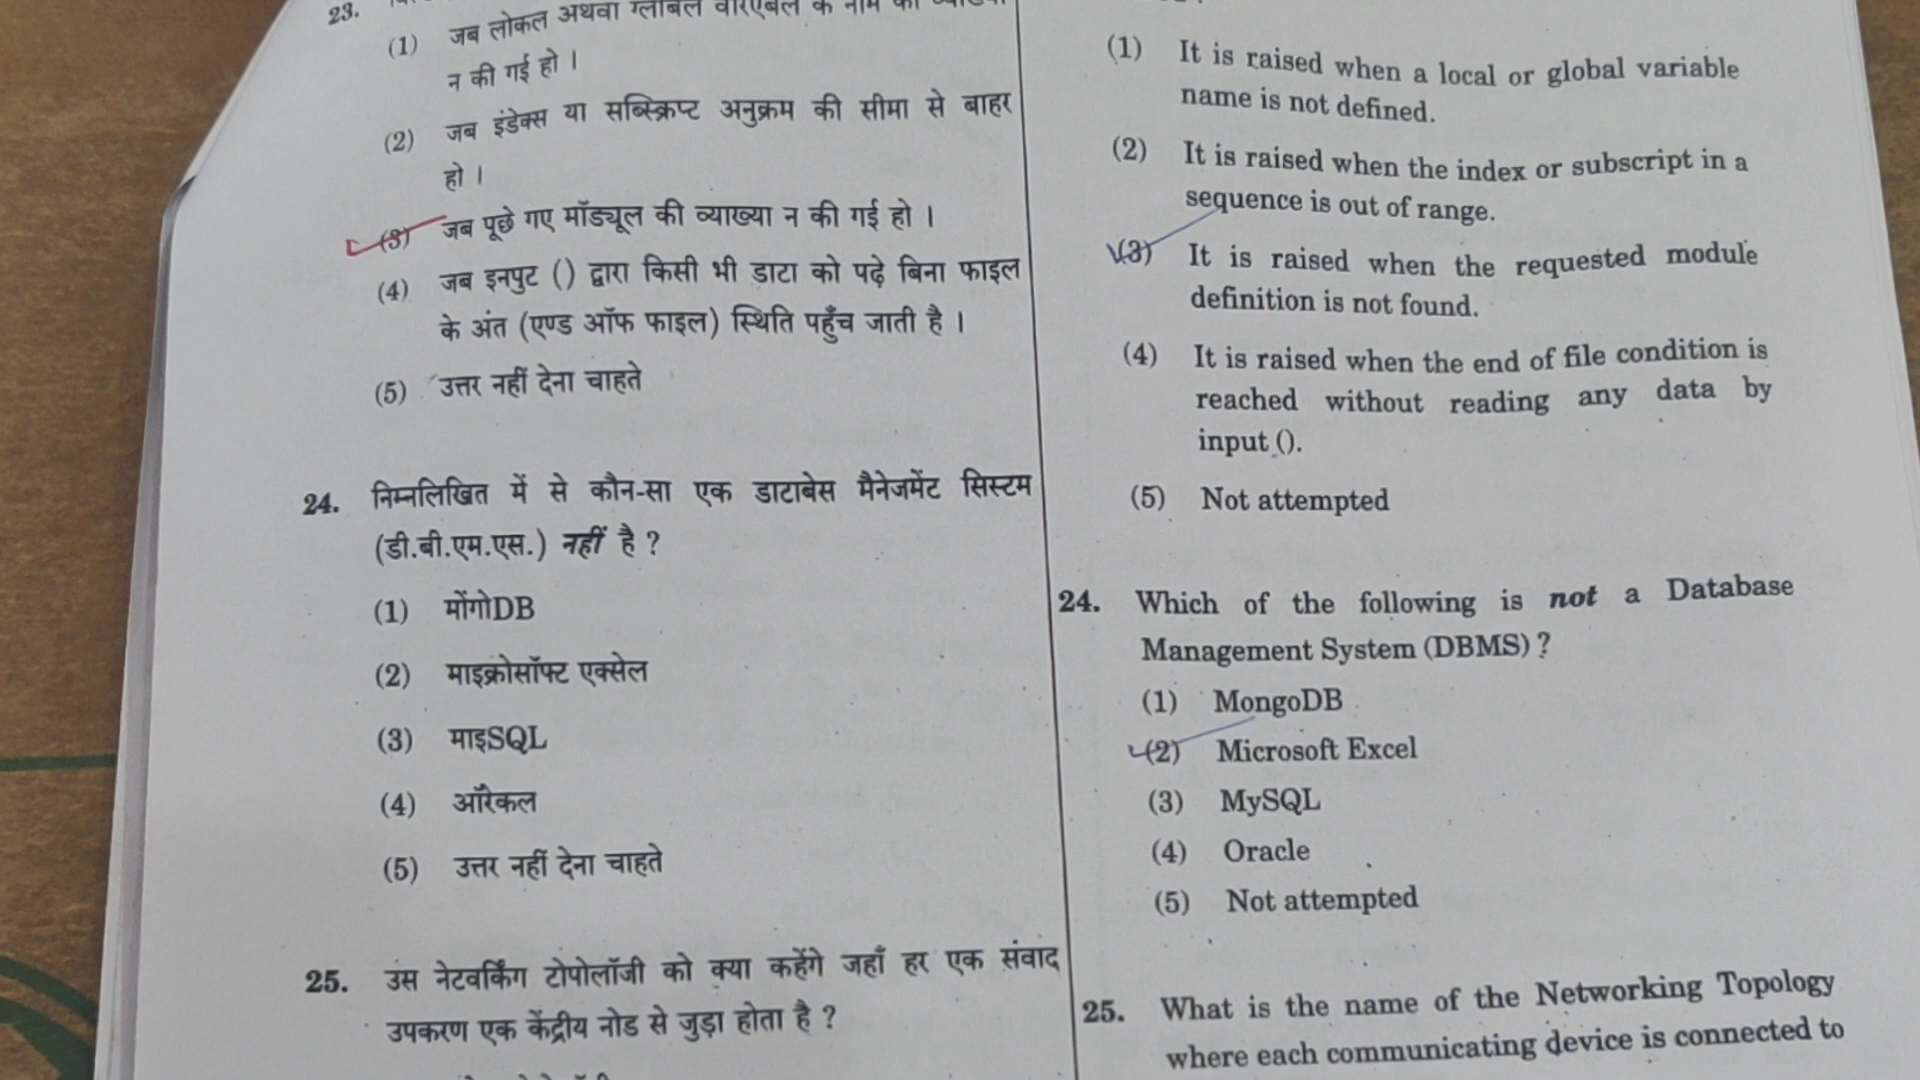 23.
(1) जब लोकल अथवा ग्लोबल वेरिएबल के नाम की व्याख्या
न की गई हो ।
(2) जब इंडेक्स या सब्स्क्रिप्ट अनुक्रम की सीमा से बाहर
हो ।
(3) जब पूछे गए मॉड्यूल की व्याख्या न की गई हो ।
(4) जब इनपुट () द्वारा किसी भी डाटा को पढ़े बिना फाइल
के अंत (एण्ड ऑफ फाइल) स्थिति पहुँच जाती है ।
(5) उत्तर नहीं देना चाहते
24. निम्नलिखित में से कौन-सा एक डाटाबेस मैनेजमेंट सिस्टम
(डी.बी.एम.एस.) नहीं है ?
(1) मोंगोDB
(2) माइक्रोसॉफ्ट एक्सेल
(3) माइSQL
(4) ऑरेकल
(5) उत्तर नहीं देना चाहते
25. उस नेटवर्किंग टोपोलॉजी को क्या कहेंगे जहाँ हर एक संवाद
उपकरण एक केंद्रीय नोड से जुड़ा होता है ?
(1) It is raised when a local or global variable
name is not defined.
(2) It is raised when the index or subscript in a
sequence is out of range.
(3) It is raised when the requested module
definition is not found.
(4) It is raised when the end of file condition is
reached without reading any data by
input ().
(5) Not attempted
24. Which of the following is not a Database
Management System (DBMS) ?
(1) MongoDB
(2) Microsoft Excel
(3) MySQL
(4) Oracle
(5) Not attempted
25. What is the name of the Networking Topology
where each communicating device is connected to